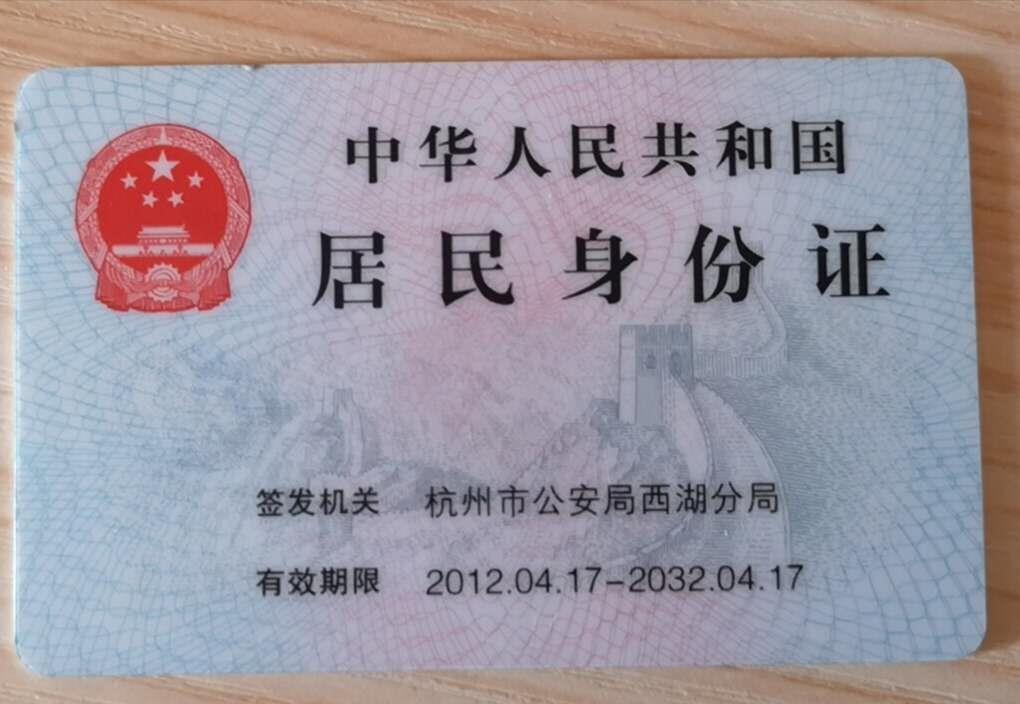 中华人民共和国
居民身份证
签发机关 杭州市公安局西湖分局
有效期限 2012.04.17-2032.04.17